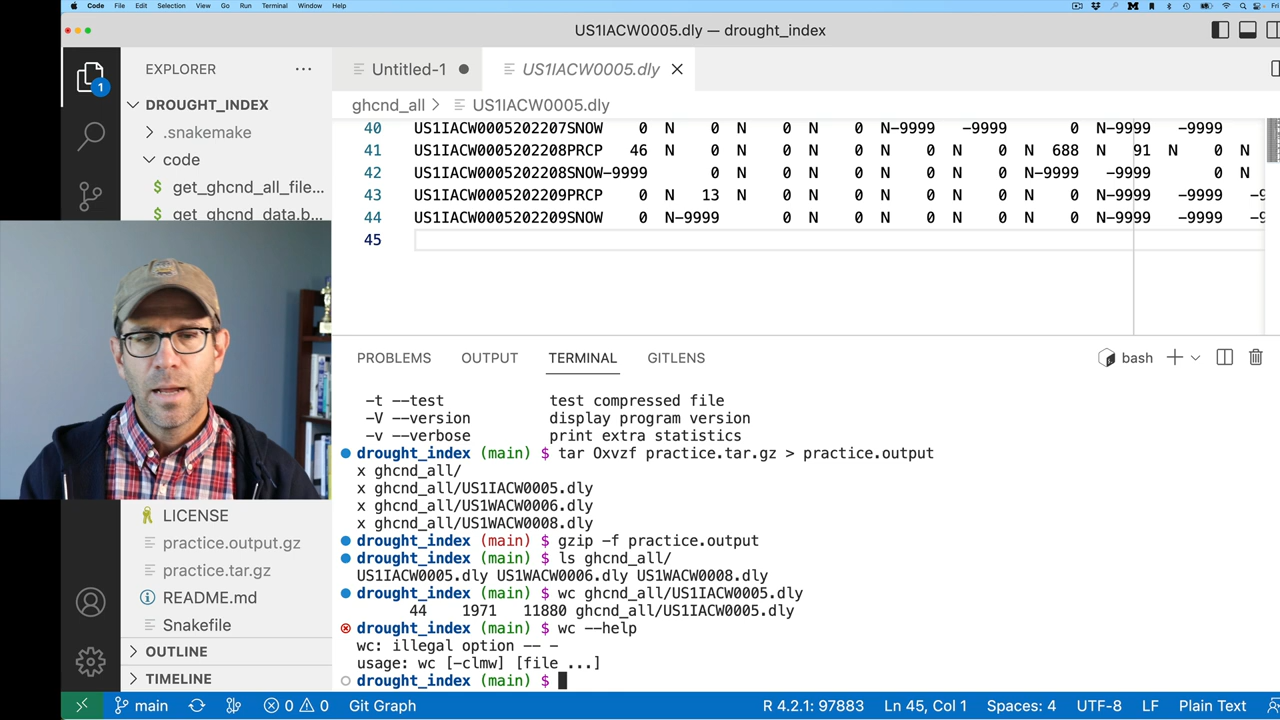 Code File Edit Selection View Go Run Terminal Window Help Fri
US1IACW0005.dly — drought_index
EXPLORER
Untitled-1
US1IACW0005.dly
DROUGHT_INDEX
ghcnd_all > US1IACW0005.dly
.snakemake
code
get_ghcnd_all_file...
get_ghcnd_data.b...
40 US1IACW0005202207SNOW 0 N 0 N 0 N 0 N 0 N 0 N-9999 -9999 0 N-9999 -9999
41 US1IACW0005202208PRCP 46 N 0 N 0 N 0 N 0 N 0 N 688 N 91 N 0 N
42 US1IACW0005202208SNOW-9999 0 N 0 N 0 N 0 N 0 N-9999 -9999 0 N
43 US1IACW0005202209PRCP 0 N 13 N 0 N 0 N 0 N 0 N-9999 -9999 -9
44 US1IACW0005202209SNOW 0 N-9999 0 N 0 N 0 N 0 N-9999 -9999 -9
45
PROBLEMS OUTPUT TERMINAL GITLENS
bash
-t --test test compressed file
-V --version display program version
-v --verbose print extra statistics
drought_index (main) $ tar Oxvzf practice.tar.gz > practice.output
x ghcnd_all/
x ghcnd_all/US1IACW0005.dly
x ghcnd_all/US1WACW0006.dly
x ghcnd_all/US1WACW0008.dly
drought_index (main) $ gzip -f practice.output
drought_index (main) $ ls ghcnd_all/
US1IACW0005.dly US1WACW0006.dly US1WACW0008.dly
drought_index (main) $ wc ghcnd_all/US1IACW0005.dly
44 1971 11880 ghcnd_all/US1IACW0005.dly
drought_index (main) $ wc --help
wc: illegal option -- -
usage: wc [-clmw] [file ...]
drought_index (main) $
LICENSE
practice.output.gz
practice.tar.gz
README.md
Snakefile
OUTLINE
TIMELINE
1
main 0 0 Git Graph R 4.2.1: 97883 Ln 45, Col 1 Spaces: 4 UTF-8 LF Plain Text